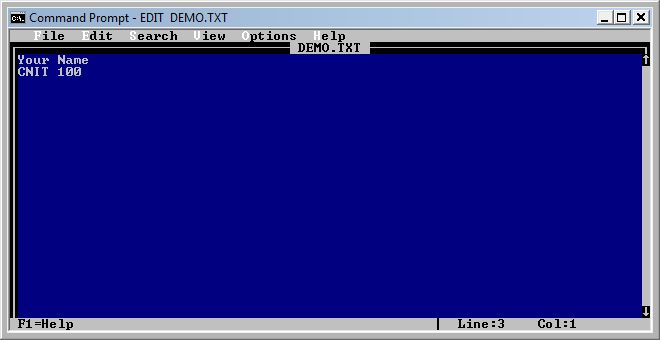 Command Prompt - EDIT DEMO.TXT
File Edit Search View Options Help
DEMO.TXT
Your Name
CNIT 100
F1=Help Line:3 Col:1